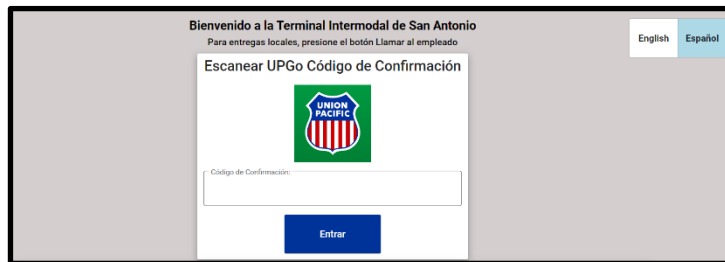 Bienvenido a la Terminal Intermodal de San Antonio
Para entregas locales, presione el botón Llamar al empleado
English
Español
Escanear UPGo Código de Confirmación
UNION
PACIFIC
Código de Confirmación:
Entrar